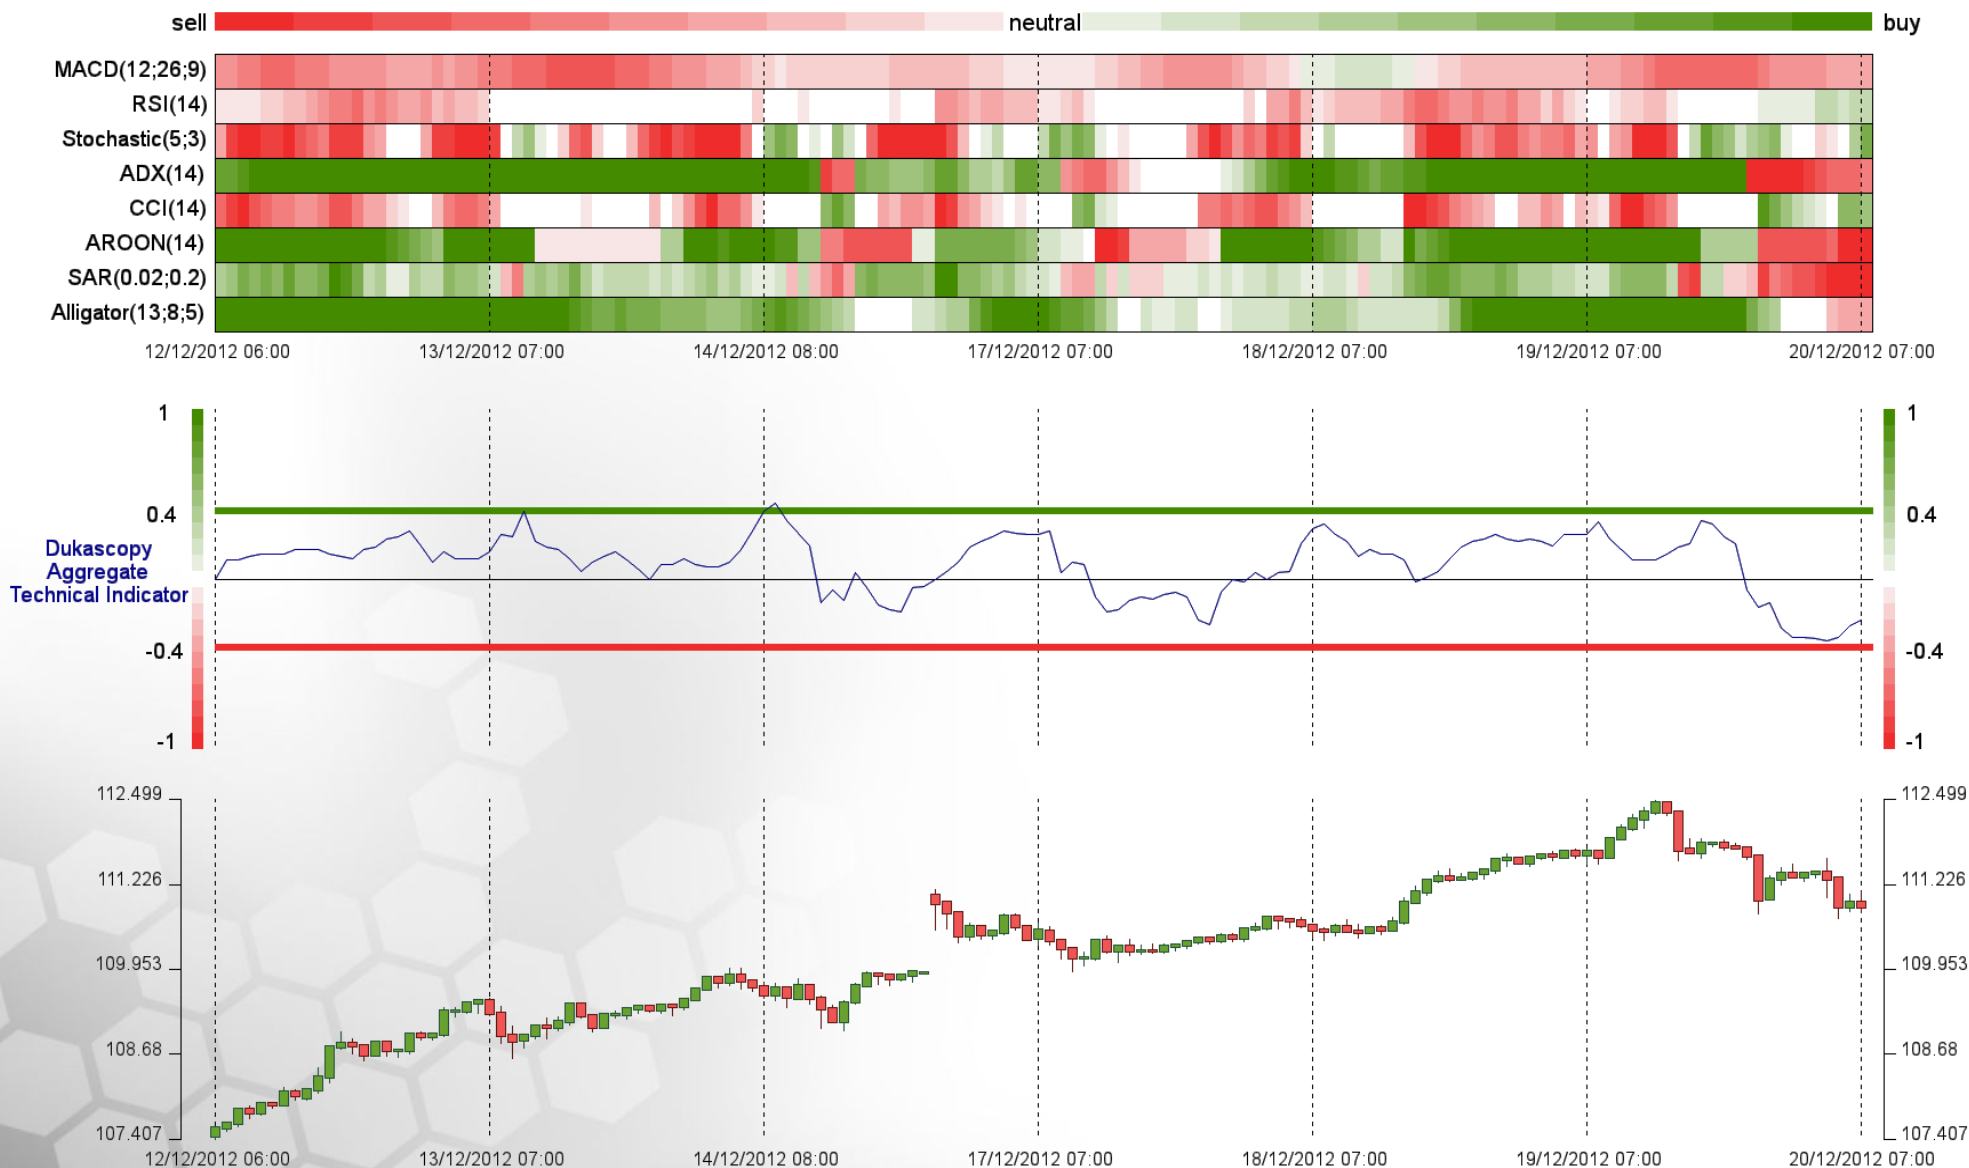 sell neutral buy
MACD(12;26;9)
RSI(14)
Stochastic(5;3)
ADX(14)
CCI(14)
AROON(14)
SAR(0.02;0.2)
Alligator(13;8;5)
12/12/2012 06:00 13/12/2012 07:00 14/12/2012 08:00 17/12/2012 07:00 18/12/2012 07:00 19/12/2012 07:00 20/12/2012 07:00
1 1
0.4 0.4
Dukascopy
Aggregate
Technical Indicator
-0.4 -0.4
-1 -1
112.499 112.499
111.226 111.226
109.953 109.953
108.68 108.68
107.407 107.407
12/12/2012 06:00 13/12/2012 07:00 14/12/2012 08:00 17/12/2012 07:00 18/12/2012 07:00 19/12/2012 07:00 20/12/2012 07:00